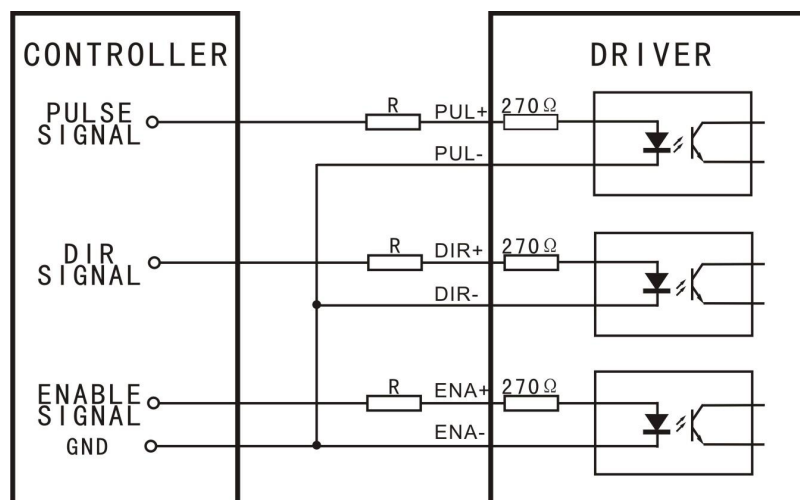 CONTROLLER
DRIVER
PULSE
SIGNAL
R
PUL+
270Ω
PUL-
DIR
SIGNAL
R
DIR+
270Ω
DIR-
ENABLE
SIGNAL
R
ENA+
270Ω
GND
ENA-